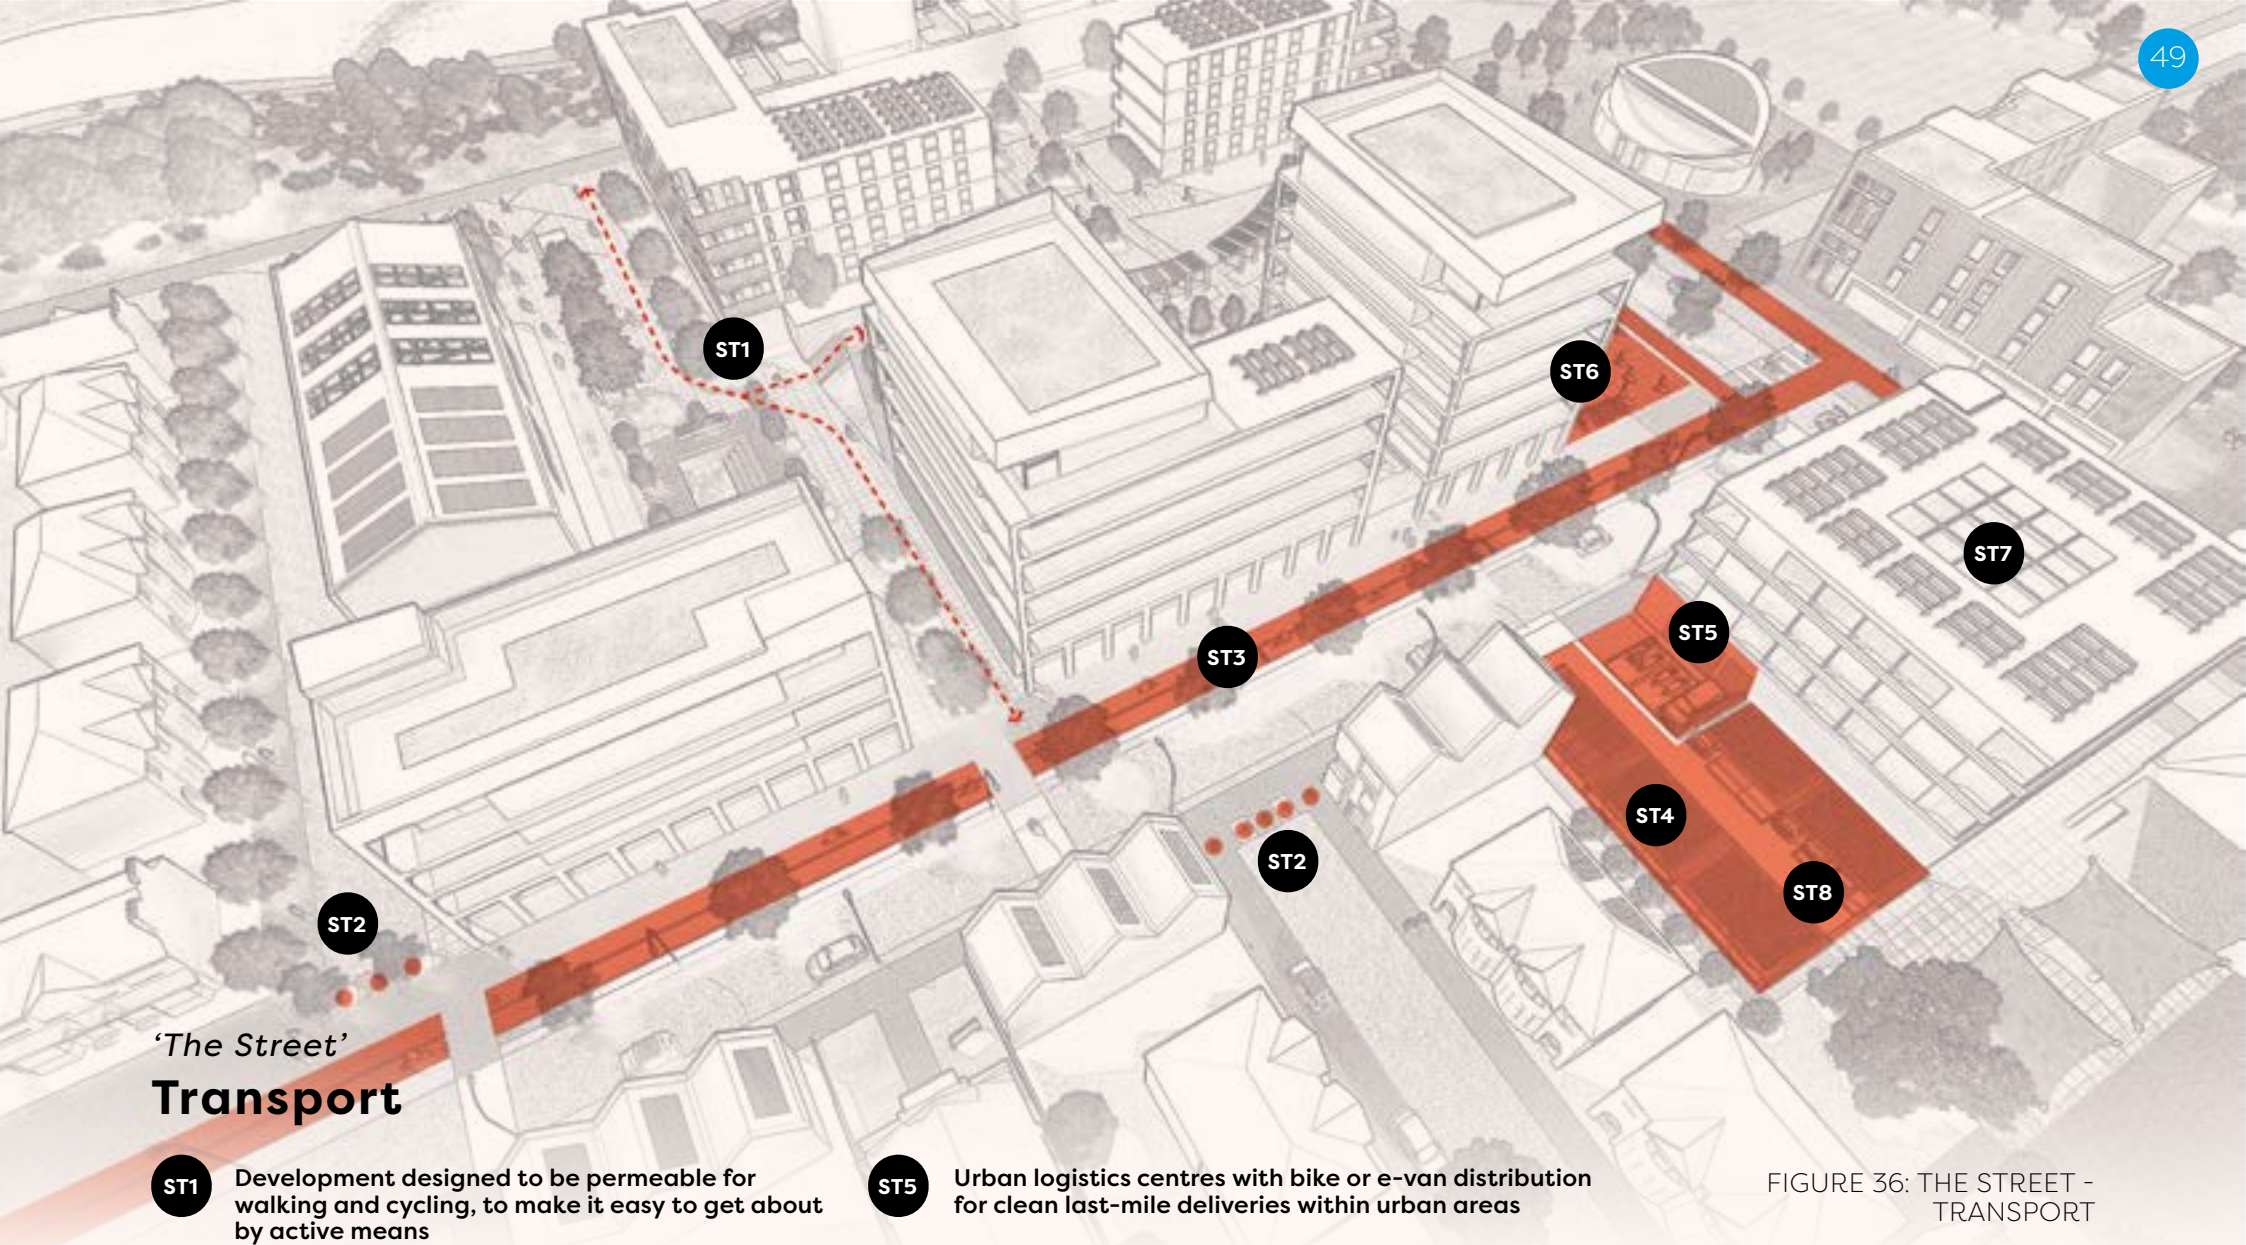 49
ST1
ST6
ST7
ST5
ST3
ST4
ST2
ST8
ST2
‘The Street’
Transport
ST1
Development designed to be permeable for
walking and cycling, to make it easy to get about
by active means
ST5
Urban logistics centres with bike or e-van distribution
for clean last-mile deliveries within urban areas
FIGURE 36: THE STREET -
TRANSPORT